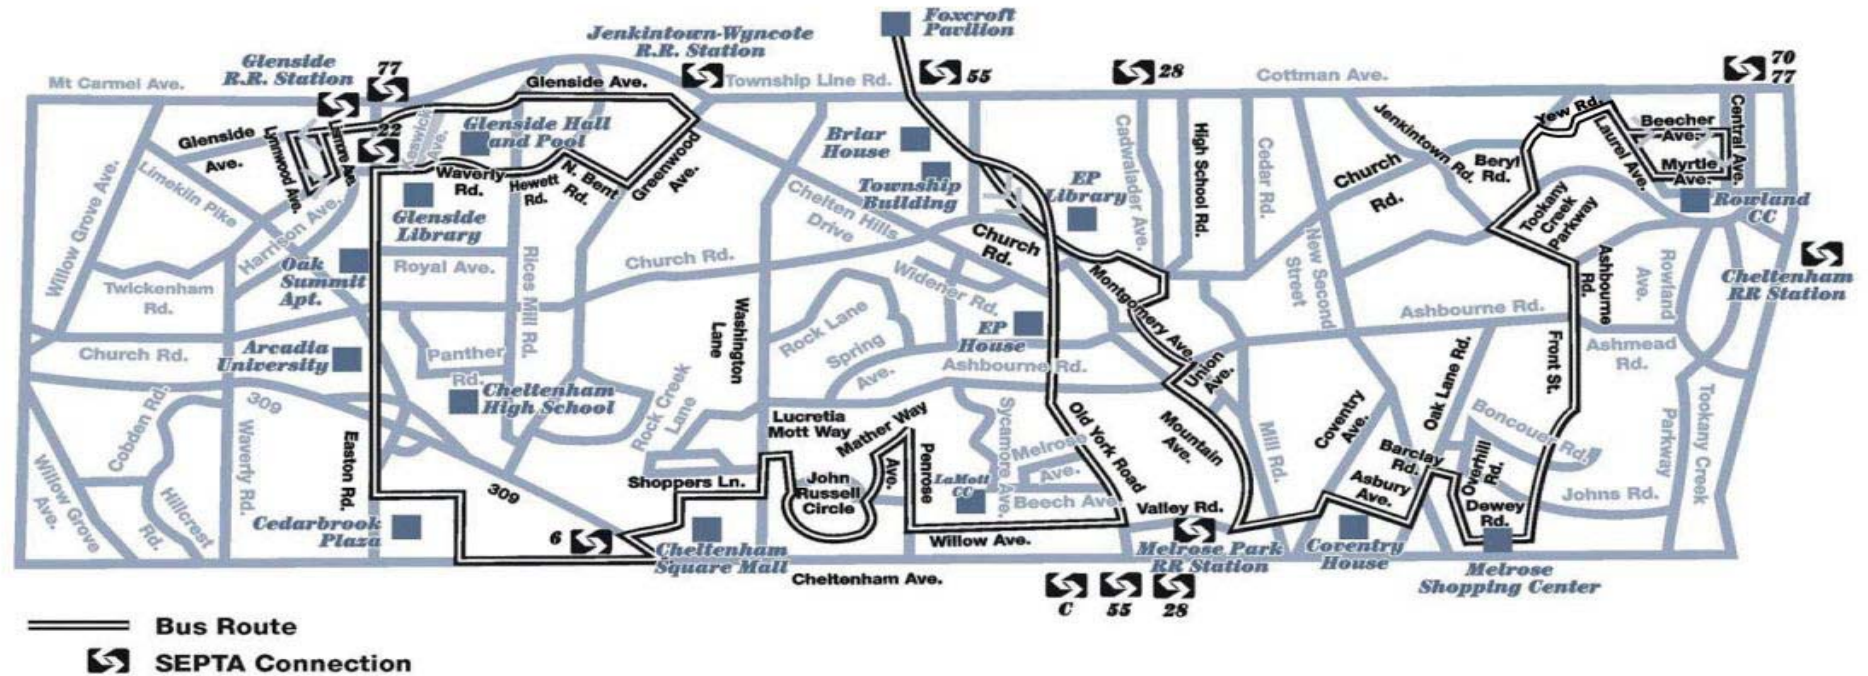 Foxcroft
Pavilion
Jenkintown-Wyncote
R.R. Station
Glenside
R.R. Station
77
55
28
70
77
Mt Carmel Ave.
Glenside Ave.
Township Line Rd.
Cottman Ave.
Central Ave.
Glenside
Ave.
Lynnwood Ave.
Lismore Ave.
22
Keswick
Ave.
Glenside Hall
and Pool
Waverly
Rd.
Hewett
Rd.
N. Bent
Rd.
Greenwood
Ave.
Briar
House
Township
Building
EP
Library
Cadwalader Ave.
High School Rd.
Cedar Rd.
Church
Rd.
Jenkintown Rd.
Beryl
Rd.
Yew Rd.
Laurel Ave.
Beecher
Ave.
Myrtle
Ave.
Rowland
CC
Tookany
Creek
Parkway
Willow Grove Ave.
Limekiln Pike
Harrison Ave.
Glenside
Library
Chelten Hills
Drive
Church
Rd.
Oak
Summit
Apt.
Royal Ave.
Rices Mill Rd.
Church Rd.
Widener Rd.
Montgomery Ave.
New Second
Street
Ashbourne
Rd.
Rowland
Ave.
Cheltenham
RR Station
Twickenham
Rd.
Washington
Lane
Rock Lane
Spring
Ave.
EP
House
Ashbourne Rd.
Church Rd.
Arcadia
University
Panther
Rd.
Ashbourne Rd.
Union
Ave.
Oak Lane Rd.
Front St.
Ashmead
Rd.
309
Cobden Rd.
Cheltenham
High School
Rock Creek
Lane
Lucretia
Mott Way
Mather Way
Sycamore Ave.
Melrose
Ave.
Old York Road
Mountain
Ave.
Mill Rd.
Coventry
Ave.
Boncouer Rd.
Tookany Creek
Parkway
Waverly Rd.
Easton Rd.
Willow Grove
Ave.
Hillcrest
Rd.
309
Shoppers Ln.
John
Russell
Circle
Ave.
Penrose
LaMott
CC
Beech Ave
Valley Rd.
Barclay
Rd.
Asbury
Ave.
Overhill
Rd.
Dewey
Rd.
Johns Rd.
Cedarbrook
Plaza
6
Cheltenham
Square Mall
Willow Ave.
Cheltenham Ave.
Melrose Park
RR Station
Coventry
House
Melrose
Shopping Center
C
55
28
Bus Route
SEPTA Connection